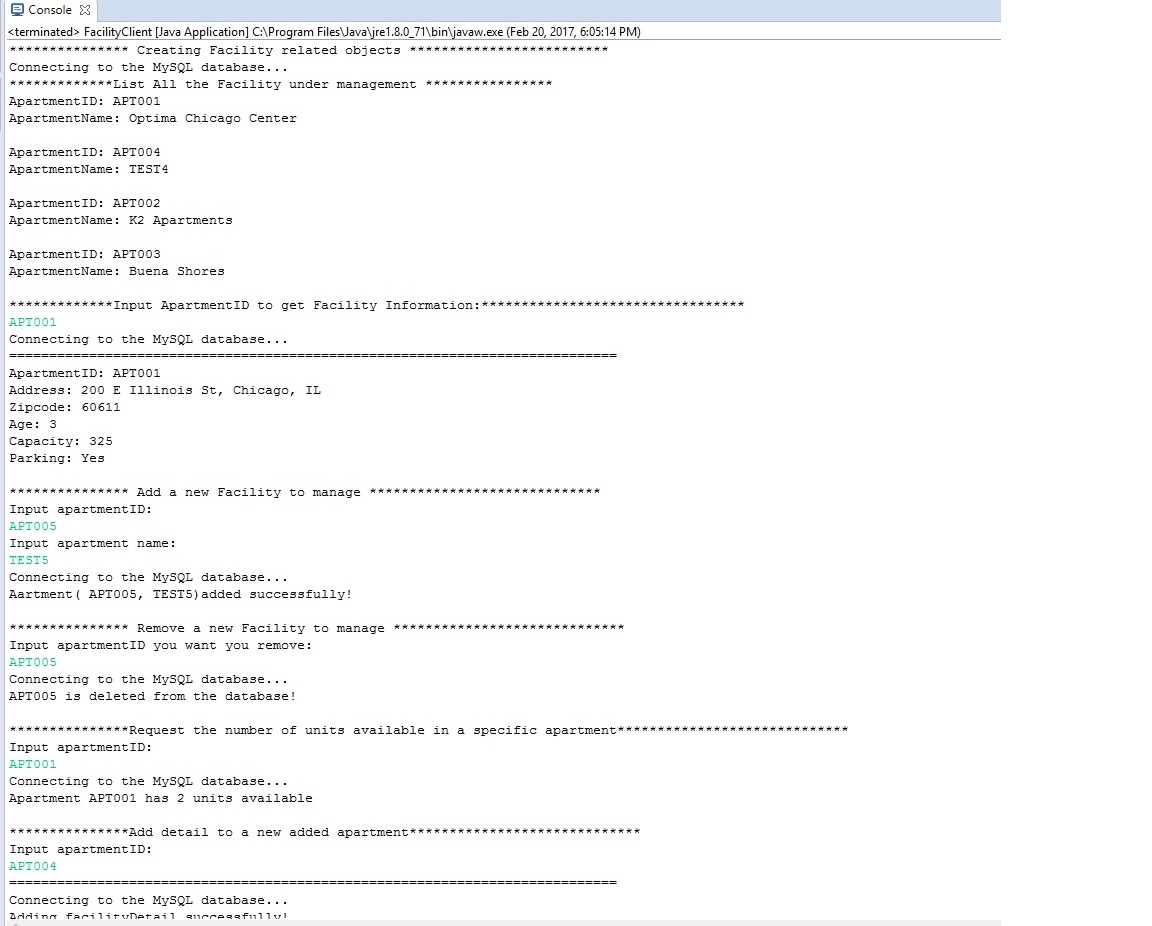 Console
<terminated> FacilityClient [Java Application] C:\Program Files\Java\jre1.8.0_71\bin\javaw.exe (Feb 20, 2017, 6:05:14 PM)
*************** Creating Facility related objects *************************
Connecting to the MySQL database...
*************List All the Facility under management ****************
ApartmentID: APT001
ApartmentName: Optima Chicago Center
ApartmentID: APT004
ApartmentName: TEST4
ApartmentID: APT002
ApartmentName: K2 Apartments
ApartmentID: APT003
ApartmentName: Buena Shores
*************Input ApartmentID to get Facility Information:*********************************
APT001
Connecting to the MySQL database...
============================================================================
ApartmentID: APT001
Address: 200 E Illinois St, Chicago, IL
Zipcode: 60611
Age: 3
Capacity: 325
Parking: Yes
*************** Add a new Facility to manage *****************************
Input apartmentID:
APT005
Input apartment name:
TEST5
Connecting to the MySQL database...
Aartment( APT005, TEST5)added successfully!
*************** Remove a new Facility to manage *****************************
Input apartmentID you want you remove:
APT005
Connecting to the MySQL database...
APT005 is deleted from the database!
***************Request the number of units available in a specific apartment*****************************
Input apartmentID:
APT001
Connecting to the MySQL database...
Apartment APT001 has 2 units available
***************Add detail to a new added apartment*****************************
Input apartmentID:
APT004
============================================================================
Connecting to the MySQL database...
Adding facilityDetail successfully!